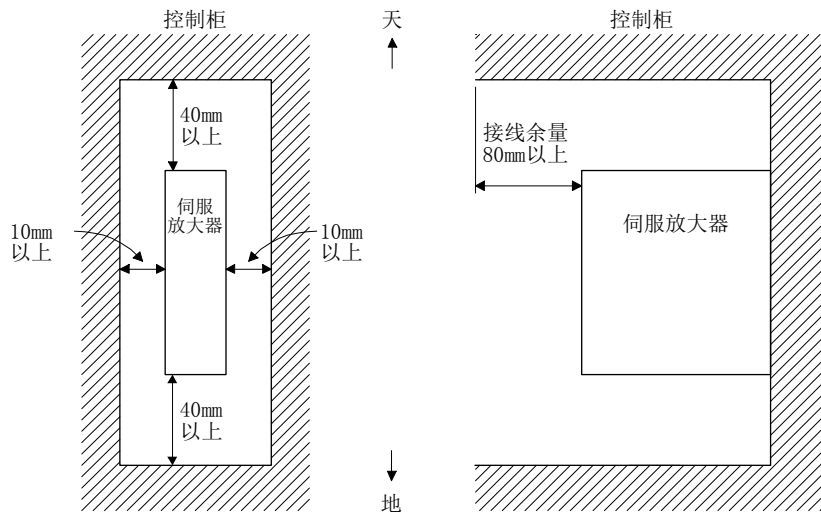 控制柜
天
控制柜
40mm
以上
接线余量
80mm以上
伺服
放大器
伺服放大器
10mm
以上
10mm
以上
40mm
以上
地